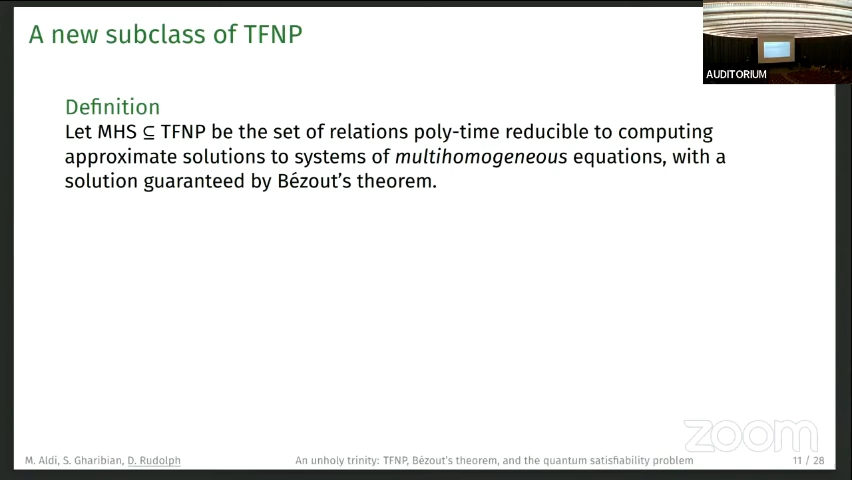 A new subclass of TFNP
AUDITORIUM
Definition
Let MHS ⊆ TFNP be the set of relations poly-time reducible to computing
approximate solutions to systems of multihomogeneous equations, with a
solution guaranteed by Bézout’s theorem.
zoom
M. Aldi, S. Gharibian, D. Rudolph
An unholy trinity: TFNP, Bézout’s theorem, and the quantum satisfiability problem
11 / 28